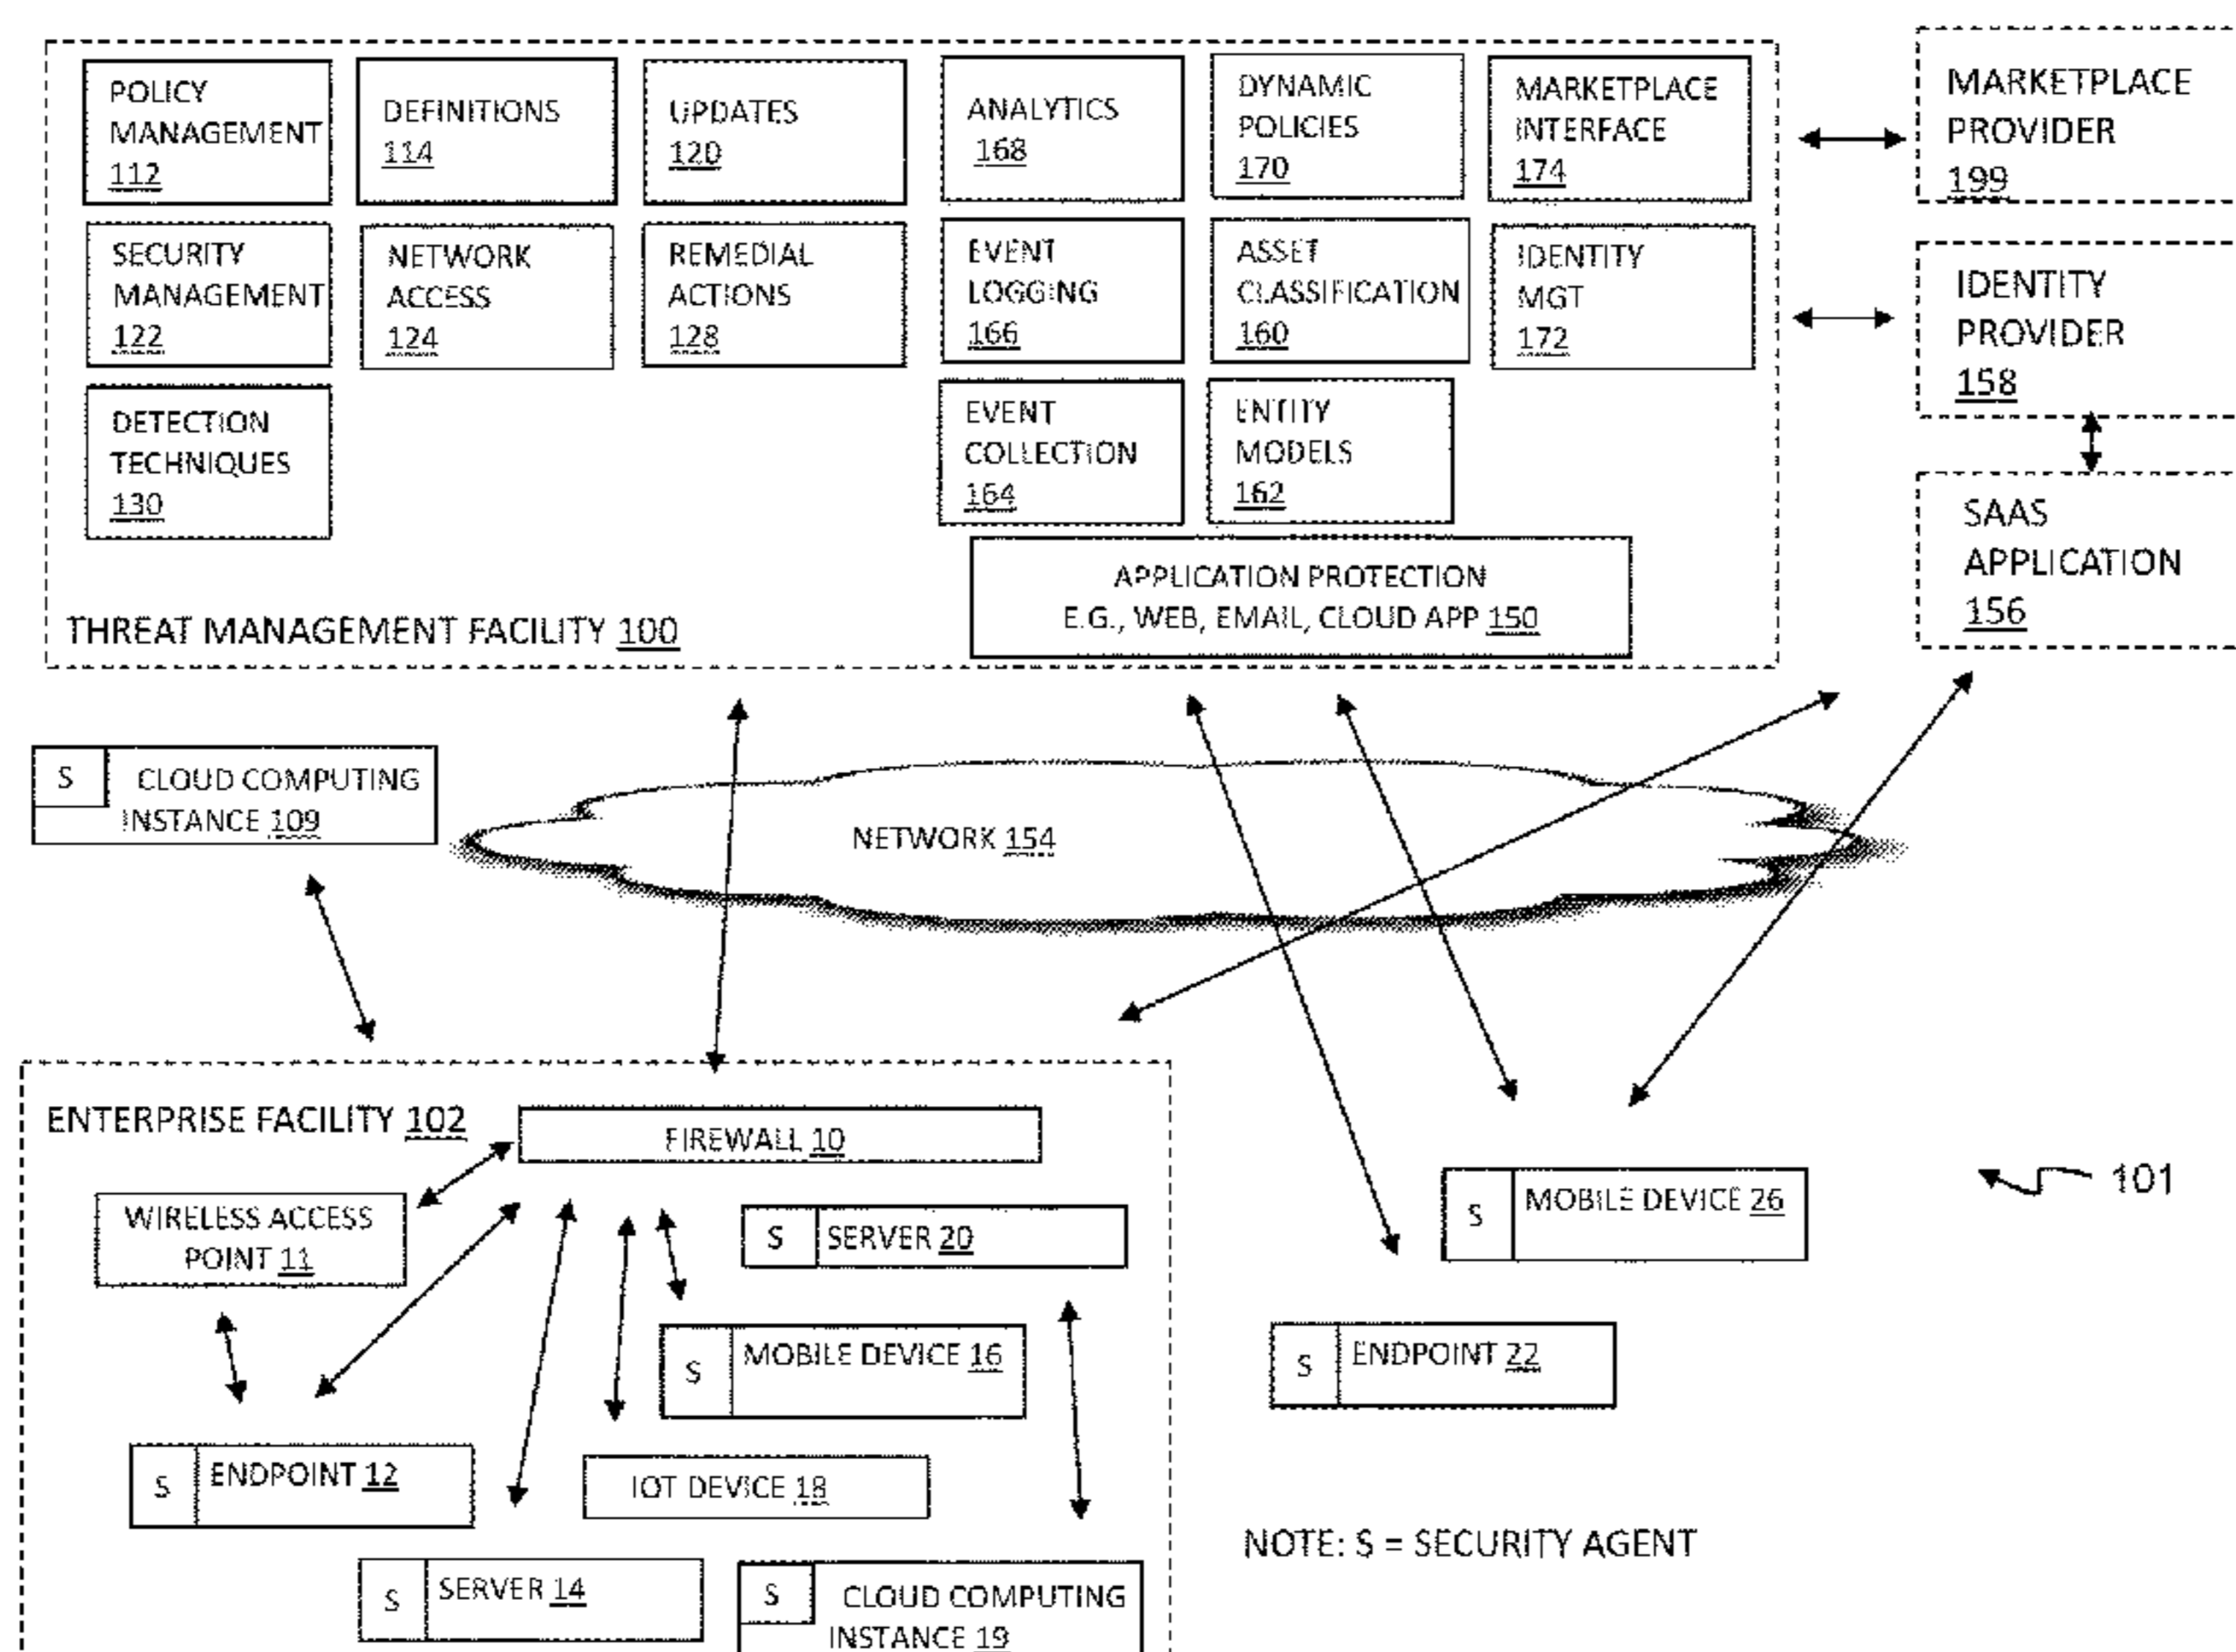 POLICY
MANAGEMENT
112
DEFINITIONS
114
UPDATES
120
ANALYTICS
168
DYNAMIC
POLICIES
170
MARKETPLACE
INTERFACE
174
MARKETPLACE
PROVIDER
199
SECURITY
MANAGEMENT
122
NETWORK
ACCESS
124
REMEDIAL
ACTIONS
128
EVENT
LOGGING
166
ASSET
CLASSIFICATION
160
IDENTITY
MGT
172
IDENTITY
PROVIDER
158
DETECTION
TECHNIQUES
130
EVENT
COLLECTION
164
ENTITY
MODELS
162
SAAS
APPLICATION
156
APPLICATION PROTECTION
E.G., WEB, EMAIL, CLOUD APP 150
THREAT MANAGEMENT FACILITY 100
S CLOUD COMPUTING
INSTANCE 109
NETWORK 154
ENTERPRISE FACILITY 102
FIREWALL 10
WIRELESS ACCESS
POINT 11
S SERVER 20
S MOBILE DEVICE 26
101
S MOBILE DEVICE 16
S ENDPOINT 22
S ENDPOINT 12
IOT DEVICE 18
NOTE: S = SECURITY AGENT
S SERVER 14
S CLOUD COMPUTING
INSTANCE 19